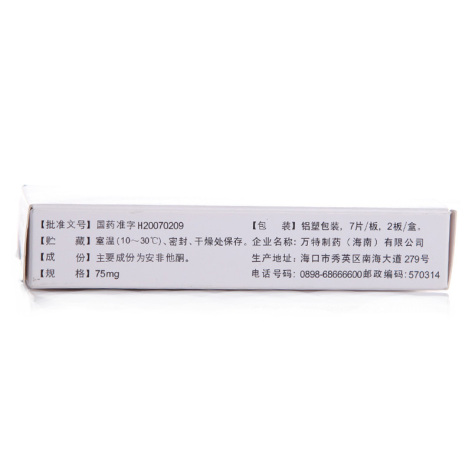 【批准文号】国药准字H20070209
【贮 藏】室温(10～30℃)、密封、干燥处保存。
【成 份】主要成份为安非他酮。
【规 格】75mg
【包 装】铝塑包装，7片/板，2板/盒。
企业名称：万特制药（海南）有限公司
生产地址：海口市秀英区南海大道279号
电话号码：0898-68666600邮政编码：570314